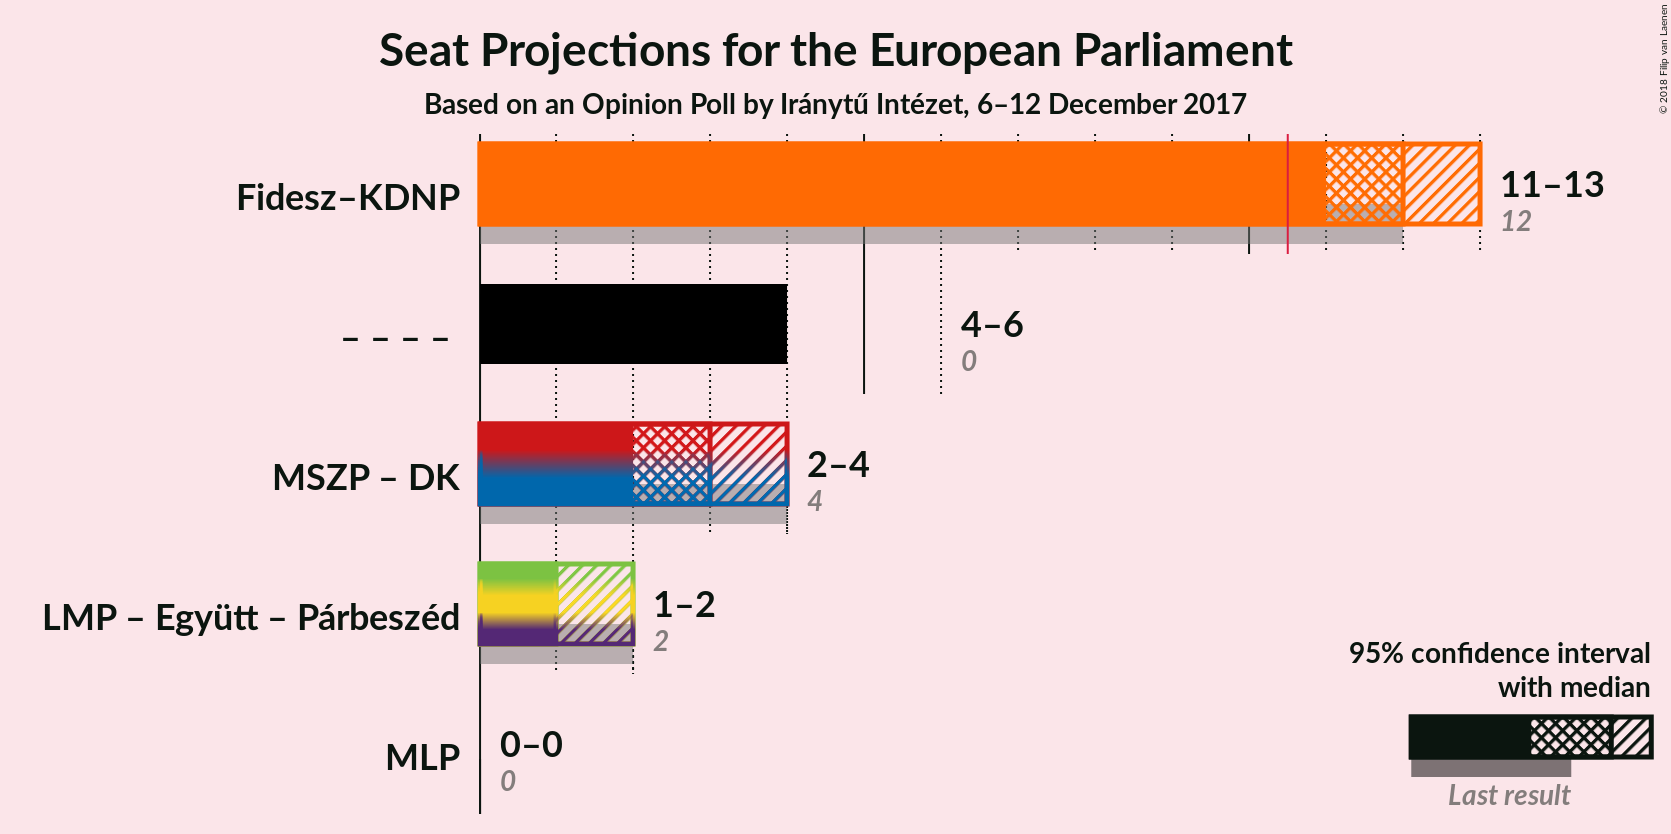 Seat Projections for the European Parliament
Based on an Opinion Poll by Iránytű Intézet, 6–12 December 2017
© 2018 Filip van Laenen
Fidesz–KDNP
11–13
12
– – – –
4–6
0
MSZP – DK
2–4
4
LMP – Együtt – Párbeszéd
1–2
2
MLP
0–0
0
95% confidence interval
with median
Last result